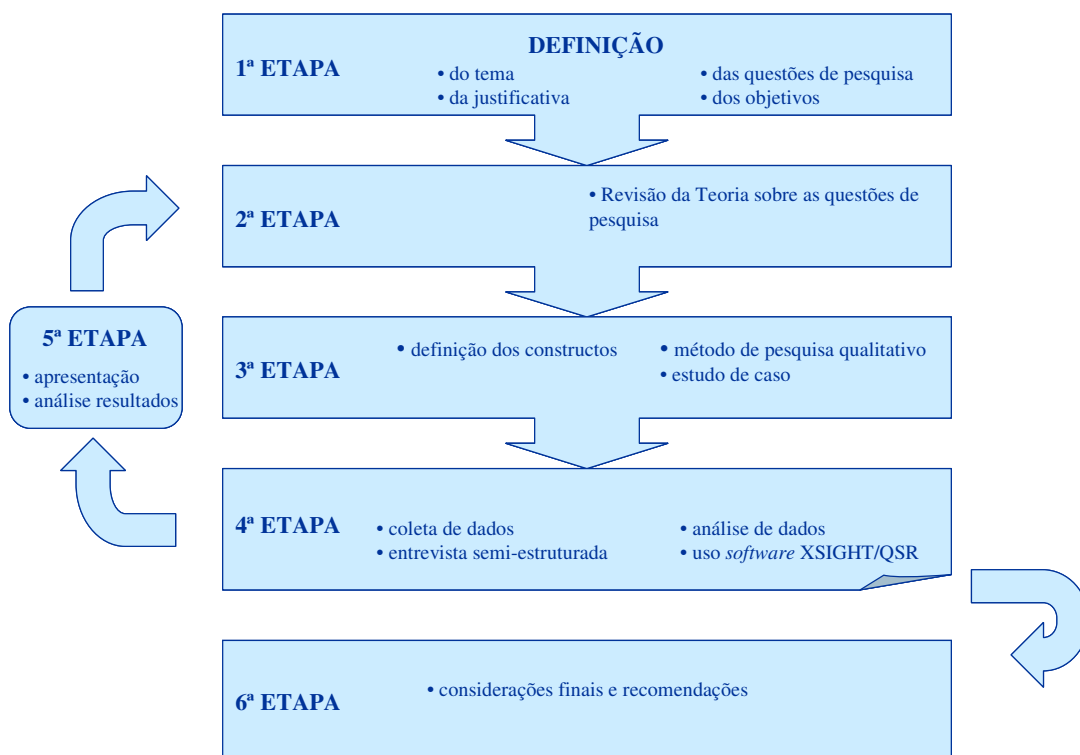 DEFINIÇÃO
1ª ETAPA
• do tema
• da justificativa
• das questões de pesquisa
• dos objetivos
2ª ETAPA
• Revisão da Teoria sobre as questões de
pesquisa
3ª ETAPA
• definição dos constructos
• método de pesquisa qualitativo
• estudo de caso
4ª ETAPA
• coleta de dados
• entrevista semi-estruturada
• análise de dados
• uso software XSIGHT/QSR
5ª ETAPA
• apresentação
• análise resultados
6ª ETAPA
• considerações finais e recomendações